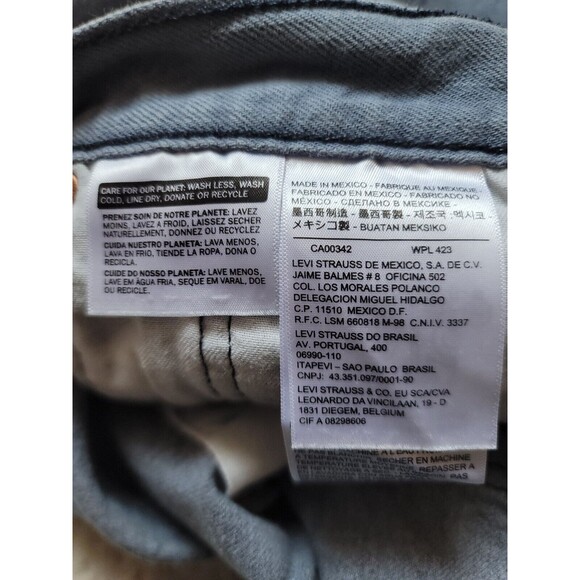 CARE FOR OUR PLANET: WASH LESS, WASH
COLD, LINE DRY, DONATE OR RECYCLE
PRENEZ SOIN DE NOTRE PLANETE: LAVEZ
MOINS, LAVEZ A FROID, LAISSEZ SECHER
NATURELLEMENT, DONNEZ OU RECYCLEZ
CUIDA NUESTRO PLANETA: LAVA MENOS,
LAVA EN FRIO, TIENDE LA ROPA, DONA O
RECICLA.
CUIDE DO NOSSO PLANETA: LAVE MENOS,
LAVE EM ÁGUA FRIA, SEQUE EM VARAL, DOE
OU RECICLE.
MADE IN MEXICO - FABRIQUE AU MEXIQUE -
FABRICADO EN MEXICO - FABRICADO NO
MÉXICO - СДЕЛАНО В МЕКСИКЕ -
墨西哥制造 - 墨西哥製 - 제조국 :멕시코
メキシコ製 - BUATAN MEKSIKO
CA00342 WPL 423
LEVI STRAUSS DE MEXICO, S.A. DE C.V.
JAIME BALMES # 8 OFICINA 502
COL. LOS MORALES POLANCO
DELEGACION MIGUEL HIDALGO
C.P. 11510 MEXICO D.F.
R.F.C. LSM 660818 M-98 C.N.I.V. 3337
LEVI STRAUSS DO BRASIL
AV. PORTUGAL, 400
06990-110
ITAPEVI – SAO PAULO BRASIL
CNPJ: 43.351.097/0001-90
LEVI STRAUSS & CO. EU SCA/CVA
LEONARDO DA VINCILAAN, 19 - D
1831 DIEGEM, BELGIUM
CIF A 08298606
MACHINE A L'EAU
SECHER EN MACHINE
TEMPERATURE
REPASSER A
PAS